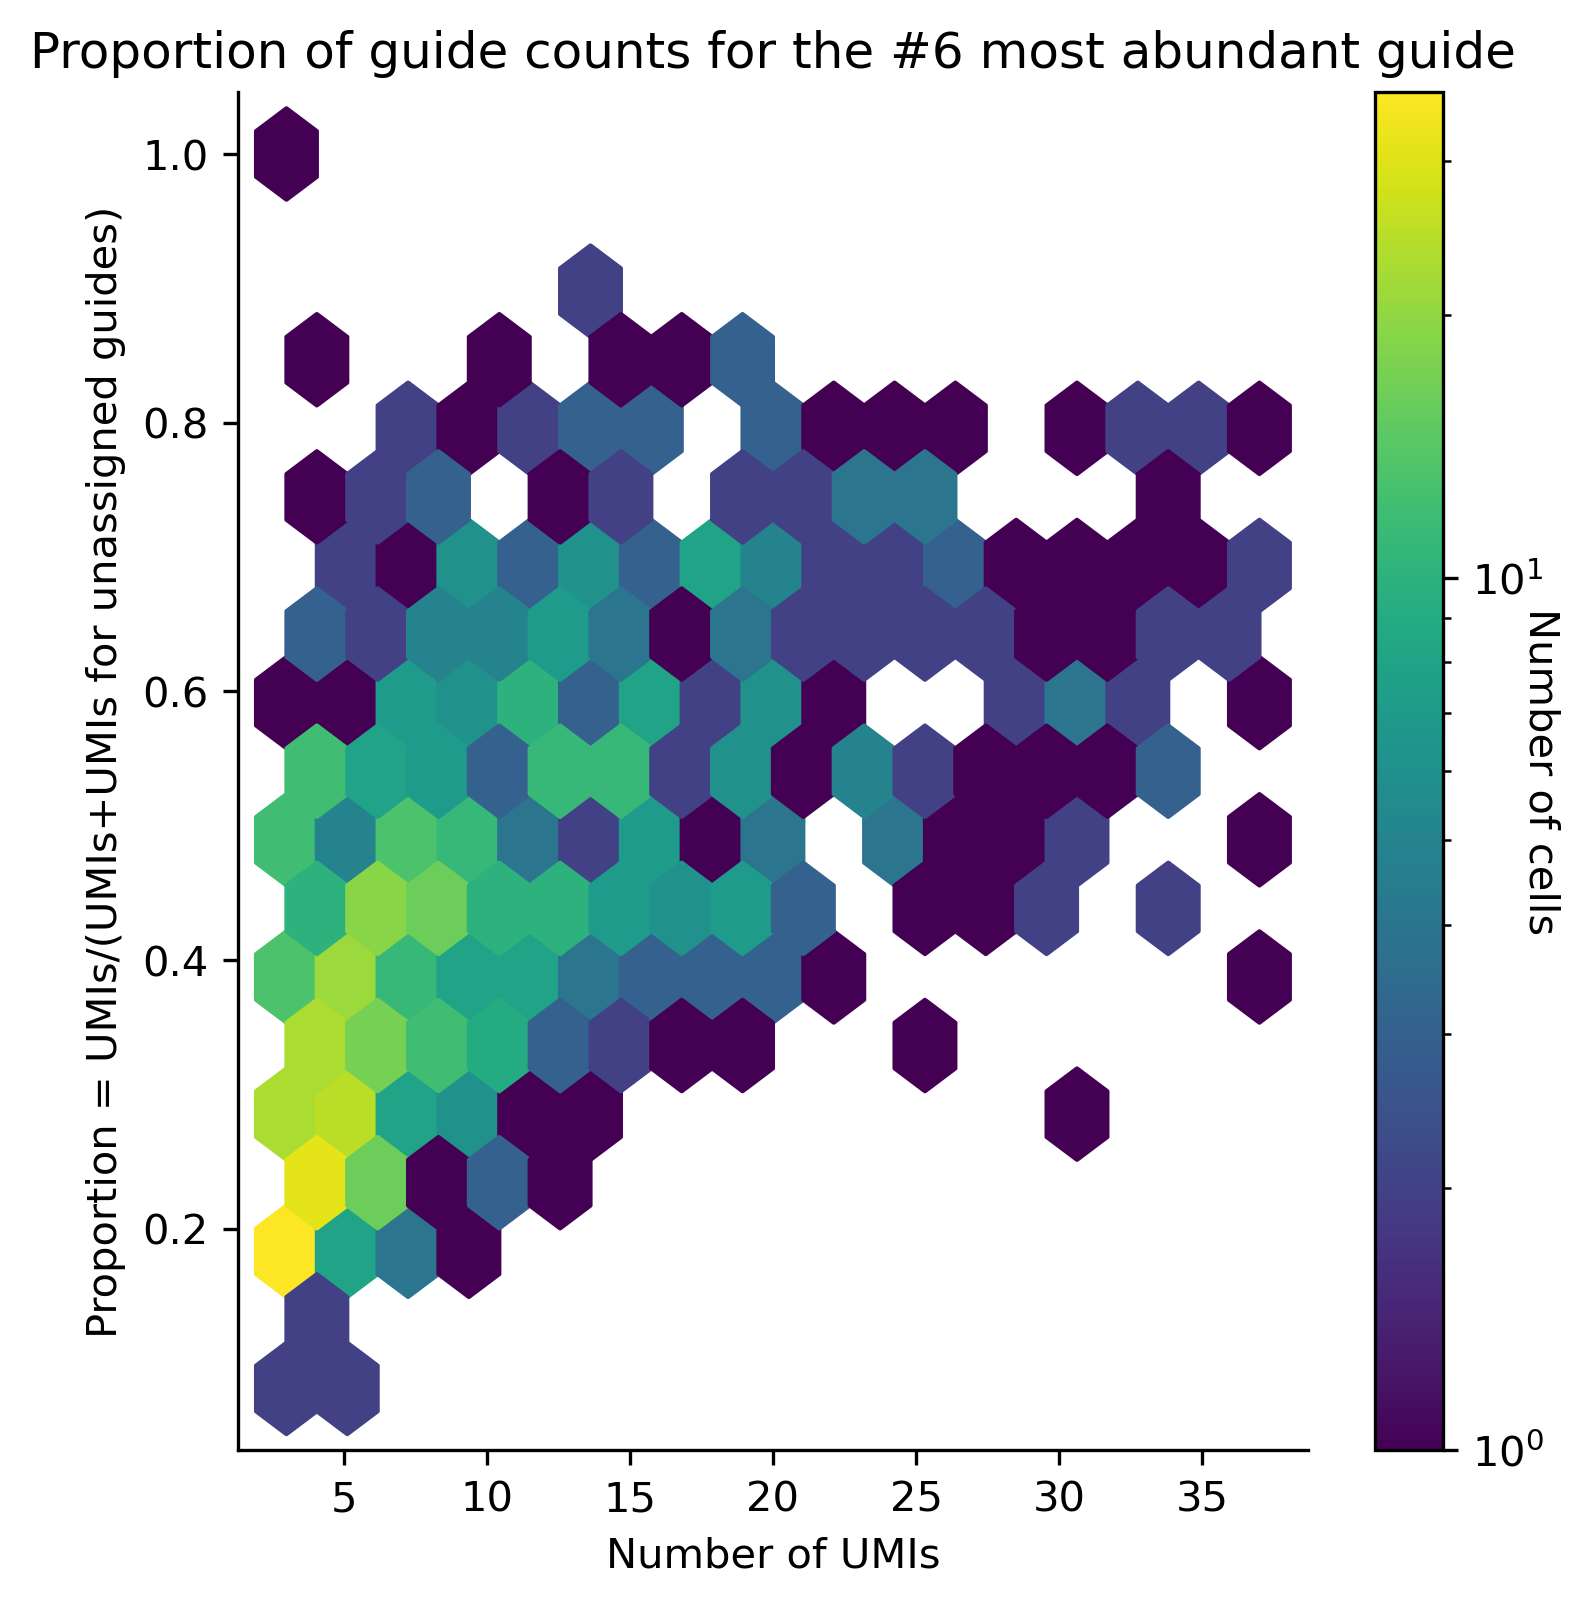 Proportion of guide counts for the #6 most abundant guide
Proportion = UMIs/(UMIs+UMIs for unassigned guides)
1.0
0.8
0.6
0.4
0.2
5 10 15 20 25 30 35
Number of UMIs
10¹
10⁰
Number of cells